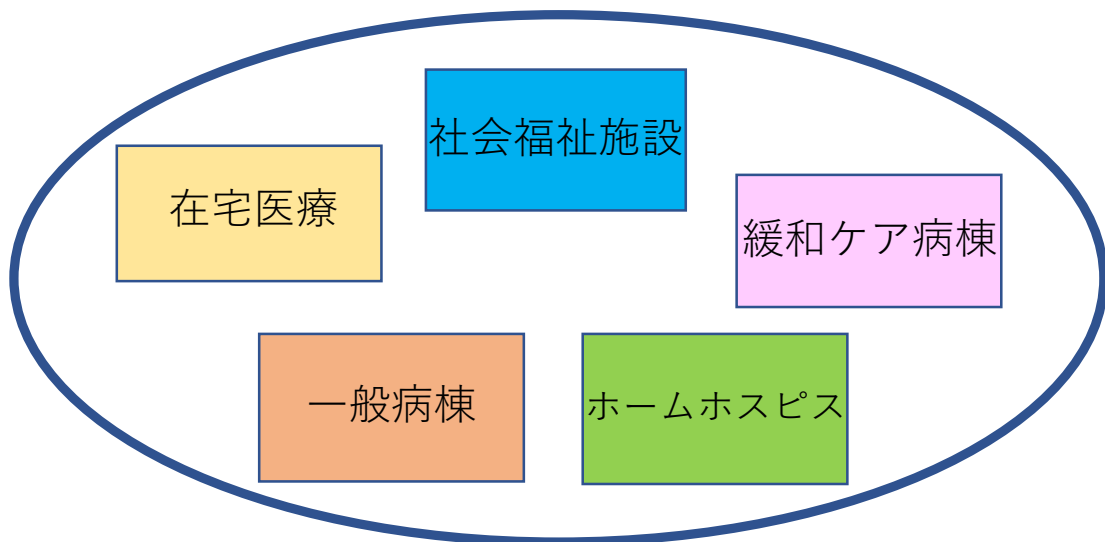 社会福祉施設
在宅医療
緩和ケア病棟
一般病棟
ホームホスピス